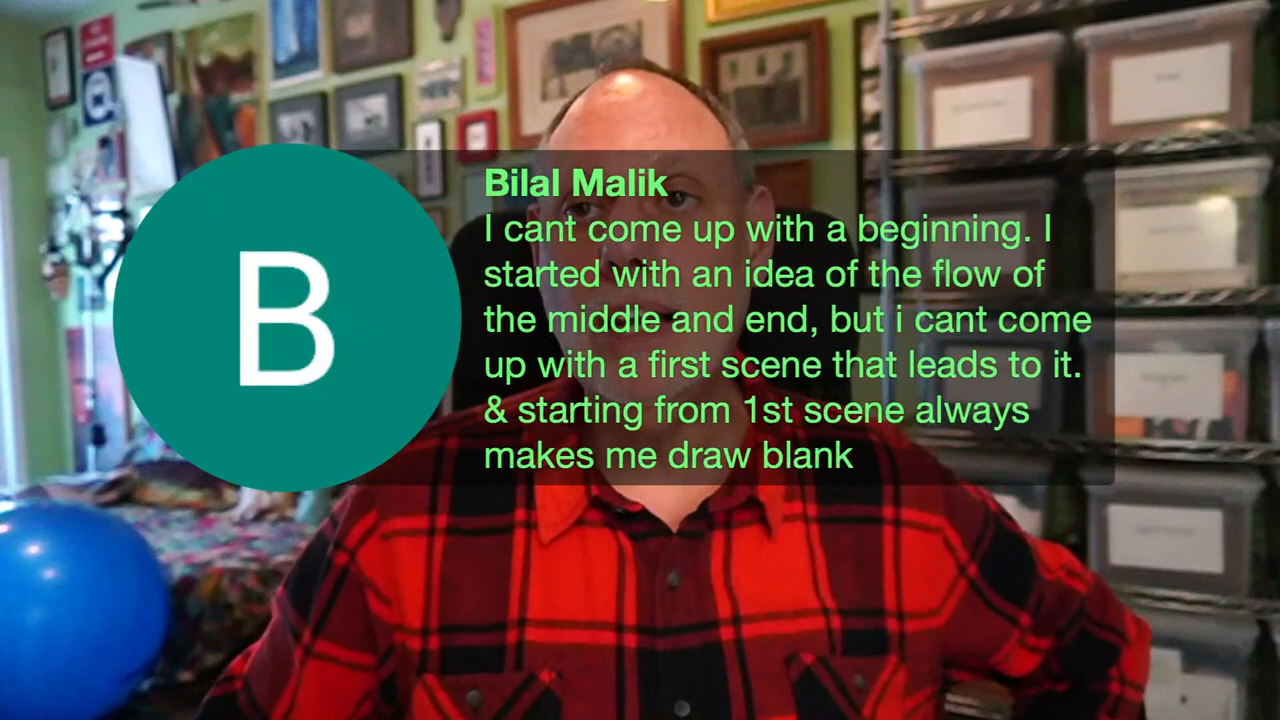 B
Bilal Malik
I cant come up with a beginning. I
started with an idea of the flow of
the middle and end, but i cant come
up with a first scene that leads to it.
& starting from 1st scene always
makes me draw blank